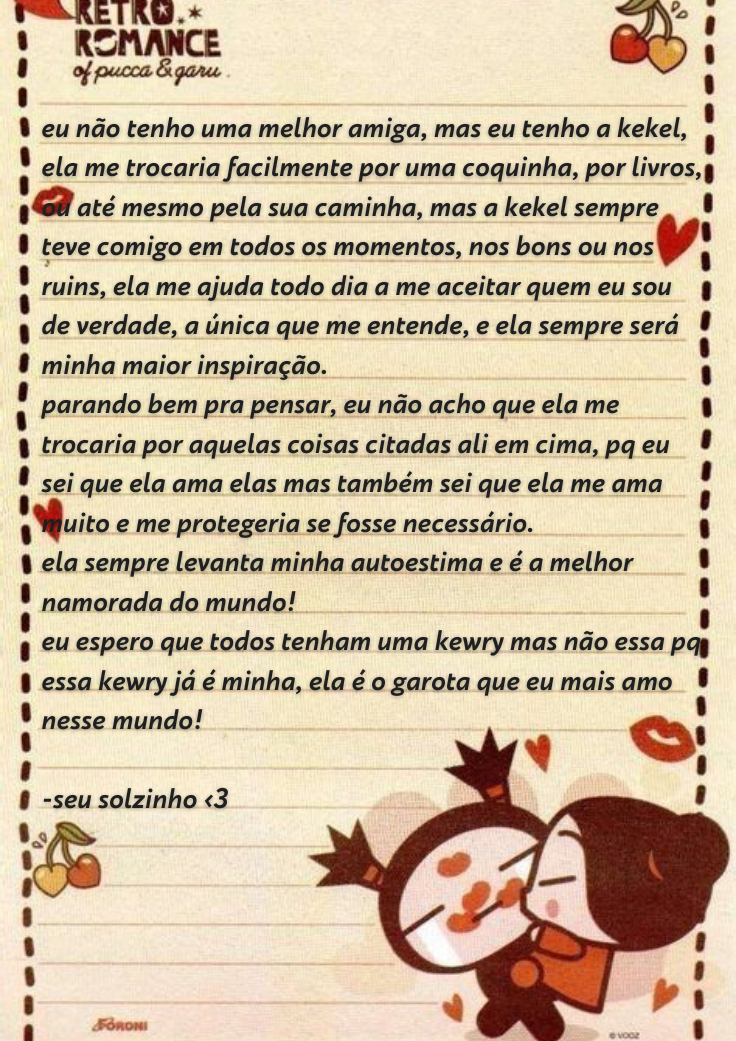 RETRO
ROMANCE
of pucca & garu.
eu não tenho uma melhor amiga, mas eu tenho a kekel,
ela me trocaria facilmente por uma coquinha, por livros,
ou até mesmo pela sua caminha, mas a kekel sempre
teve comigo em todos os momentos, nos bons ou nos
ruins, ela me ajuda todo dia a me aceitar quem eu sou
de verdade, a única que me entende, e ela sempre será
minha maior inspiração.
parando bem pra pensar, eu não acho que ela me
trocaria por aquelas coisas citadas ali em cima, pq eu
sei que ela ama elas mas também sei que ela me ama
muito e me protegeria se fosse necessário.
ela sempre levanta minha autoestima e é a melhor
namorada do mundo!
eu espero que todos tenham uma kewry mas não essa pq
essa kewry já é minha, ela é o garota que eu mais amo
nesse mundo!
-seu solzinho <3
FORONI
© VOOZ